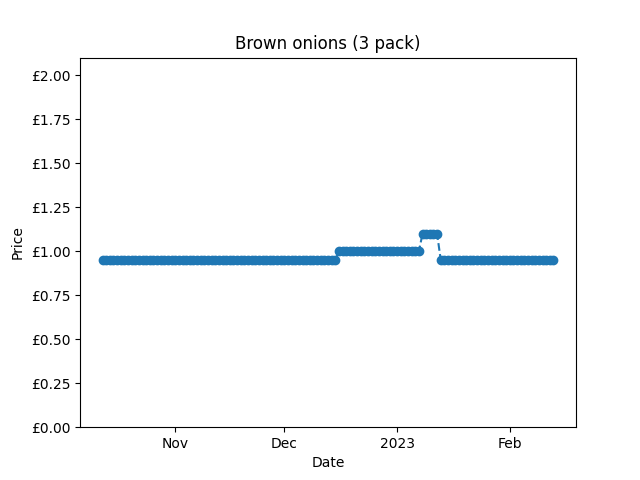 Brown onions (3 pack)
£2.00
£1.75
£1.50
£1.25
£1.00
£0.75
£0.50
£0.25
£0.00
Price
Nov Dec 2023 Feb
Date